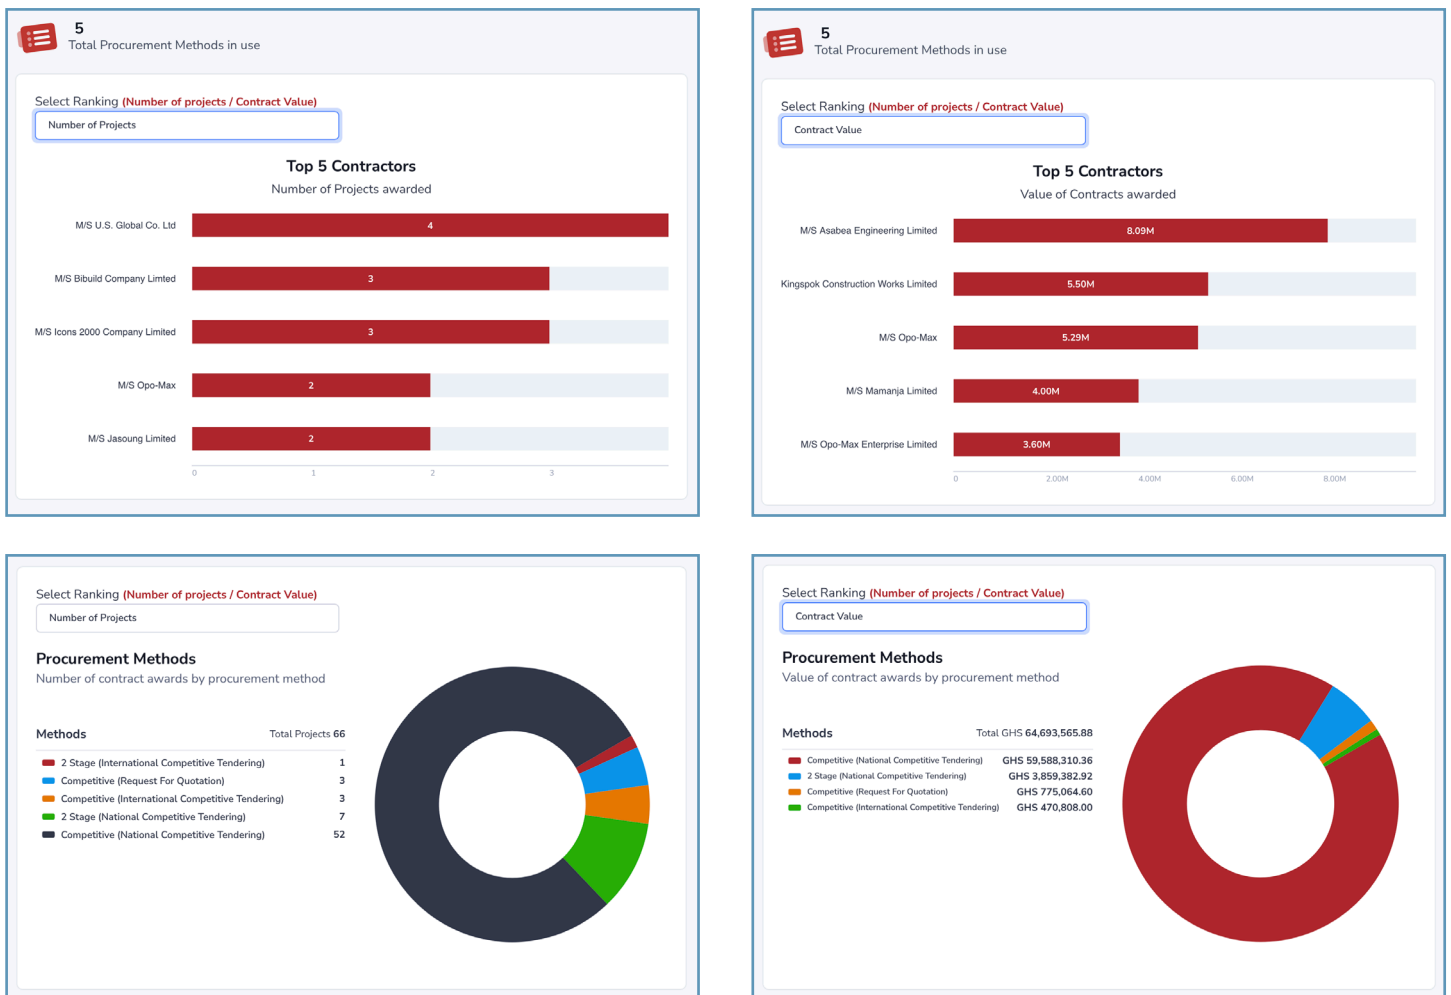 5
Total Procurement Methods in use
Select Ranking (Number of projects / Contract Value)
Number of Projects
Top 5 Contractors
Number of Projects awarded
M/S U.S. Global Co. Ltd
4
M/S Bibuild Company Limted
3
M/S Icons 2000 Company Limited
3
M/S Opo-Max
2
M/S Jasoung Limited
2
0 1 2 3
5
Total Procurement Methods in use
Select Ranking (Number of projects / Contract Value)
Contract Value
Top 5 Contractors
Value of Contracts awarded
M/S Asabea Engineering Limited
8.09M
Kingspok Construction Works Limited
5.50M
M/S Opo-Max
5.29M
M/S Mamanja Limited
4.00M
M/S Opo-Max Enterprise Limited
3.60M
0 2.00M 4.00M 6.00M 8.00M
Select Ranking (Number of projects / Contract Value)
Number of Projects
Procurement Methods
Number of contract awards by procurement method
Methods Total Projects 66
2 Stage (International Competitive Tendering) 1
Competitive (Request For Quotation) 3
Competitive (International Competitive Tendering) 3
2 Stage (National Competitive Tendering) 7
Competitive (National Competitive Tendering) 52
Select Ranking (Number of projects / Contract Value)
Contract Value
Procurement Methods
Value of contract awards by procurement method
Methods Total GHS 64,693,565.88
Competitive (National Competitive Tendering) GHS 59,588,310.36
2 Stage (National Competitive Tendering) GHS 3,859,382.92
Competitive (Request For Quotation) GHS 775,064.60
Competitive (International Competitive Tendering) GHS 470,808.00